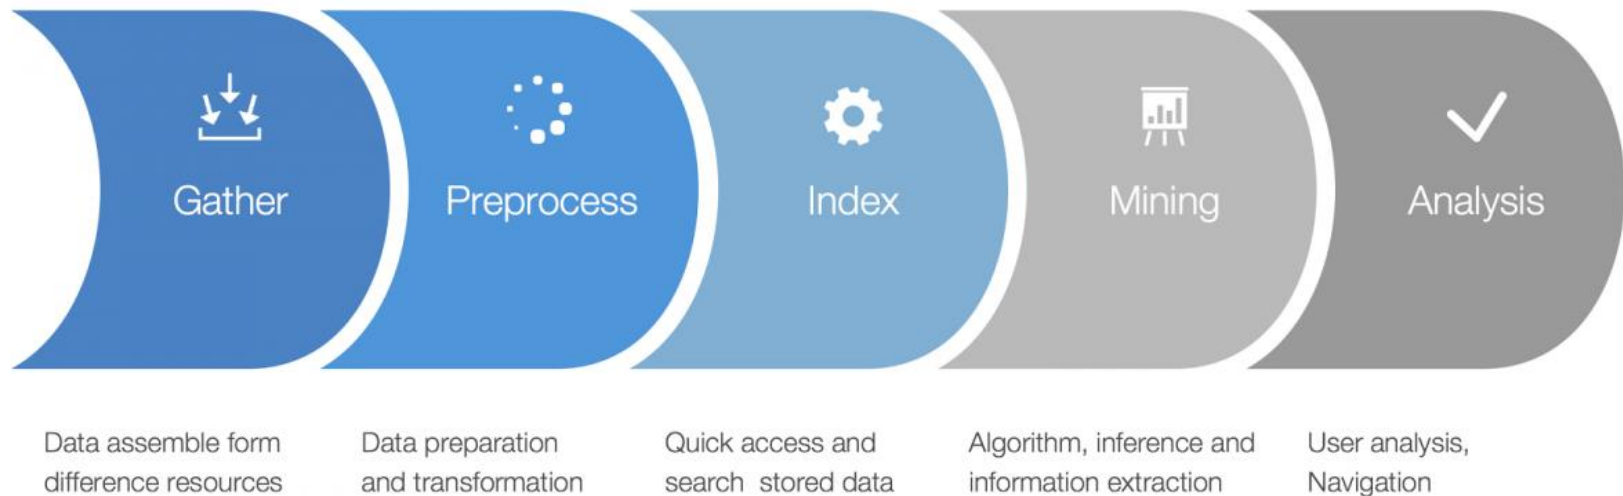 Gather
Preprocess
Index
Mining
Analysis
Data assemble form
difference resources
Data preparation
and transformation
Quick access and
search stored data
Algorithm, inference and
information extraction
User analysis,
Navigation